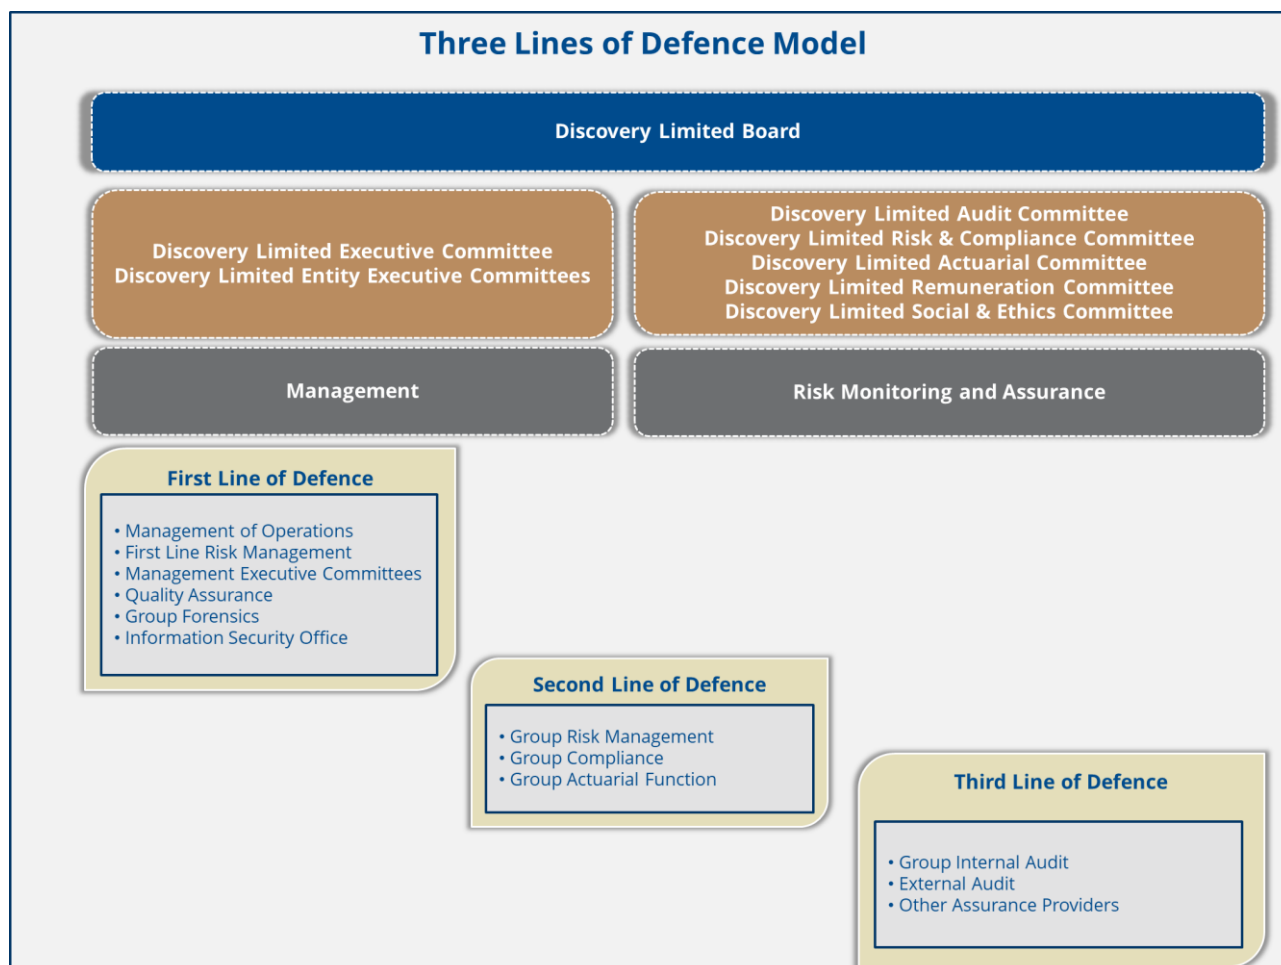 Three Lines of Defence Model
Discovery Limited Board
Discovery Limited Executive Committee
Discovery Limited Entity Executive Committees
Discovery Limited Audit Committee
Discovery Limited Risk & Compliance Committee
Discovery Limited Actuarial Committee
Discovery Limited Remuneration Committee
Discovery Limited Social & Ethics Committee
Management
Risk Monitoring and Assurance
First Line of Defence
• Management of Operations
• First Line Risk Management
• Management Executive Committees
• Quality Assurance
• Group Forensics
• Information Security Office
Second Line of Defence
• Group Risk Management
• Group Compliance
• Group Actuarial Function
Third Line of Defence
• Group Internal Audit
• External Audit
• Other Assurance Providers